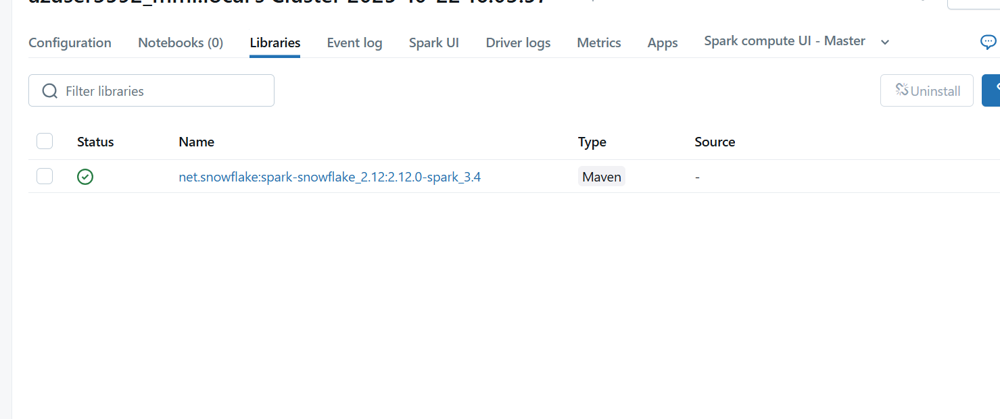 Configuration Notebooks (0) Libraries Event log Spark UI Driver logs Metrics Apps Spark compute UI - Master
Filter libraries Uninstall
Status Name Type Source
net.snowflake:spark-snowflake_2.12:2.12.0-spark_3.4 Maven -